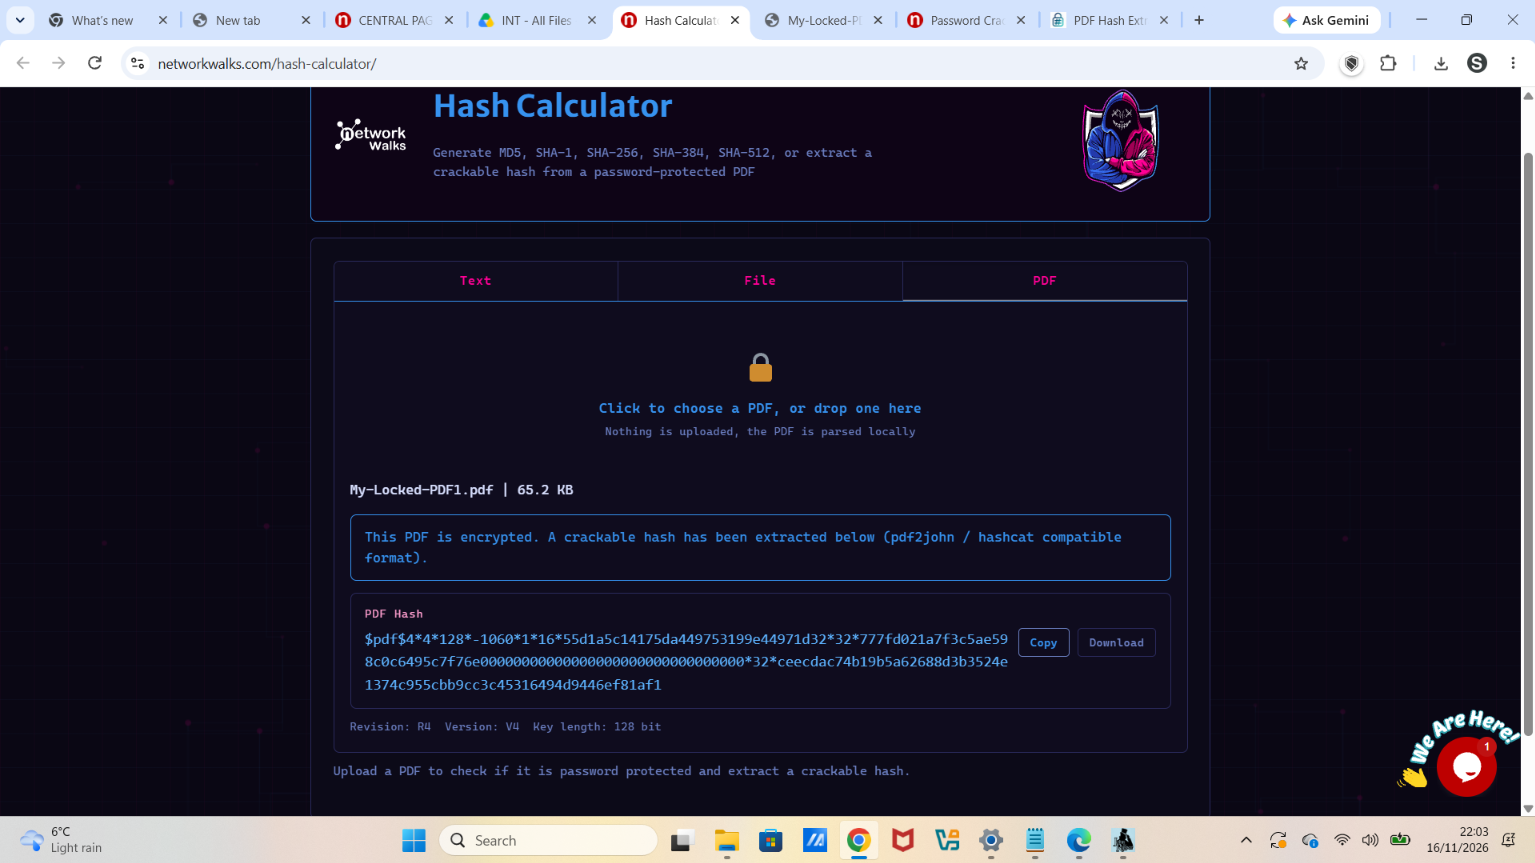 What's new
New tab
CENTRAL PAG
INT - All Files
Hash Calculat
My-Locked-P
Password Crac
PDF Hash Extr
Ask Gemini
networkwalks.com/hash-calculator/
S
network
Walks
Hash Calculator
Generate MD5, SHA-1, SHA-256, SHA-384, SHA-512, or extract a
crackable hash from a password-protected PDF
Text
File
PDF
Click to choose a PDF, or drop one here
Nothing is uploaded, the PDF is parsed locally
My-Locked-PDF1.pdf | 65.2 KB
This PDF is encrypted. A crackable hash has been extracted below (pdf2john / hashcat compatible
format).
PDF Hash
$pdf$4*4*128*-1060*1*16*55d1a5c14175da449753199e44971d32*32*777fd021a7f3c5ae59
8c0c6495c7f76e00000000000000000000000000000000*32*ceecdac74b19b5a62688d3b3524e
1374c955cbb9cc3c45316494d9446ef81af1
Copy
Download
Revision: R4 Version: V4 Key length: 128 bit
Upload a PDF to check if it is password protected and extract a crackable hash.
We Are Here!
1
6°C
Light rain
Search
22:03
16/11/2026